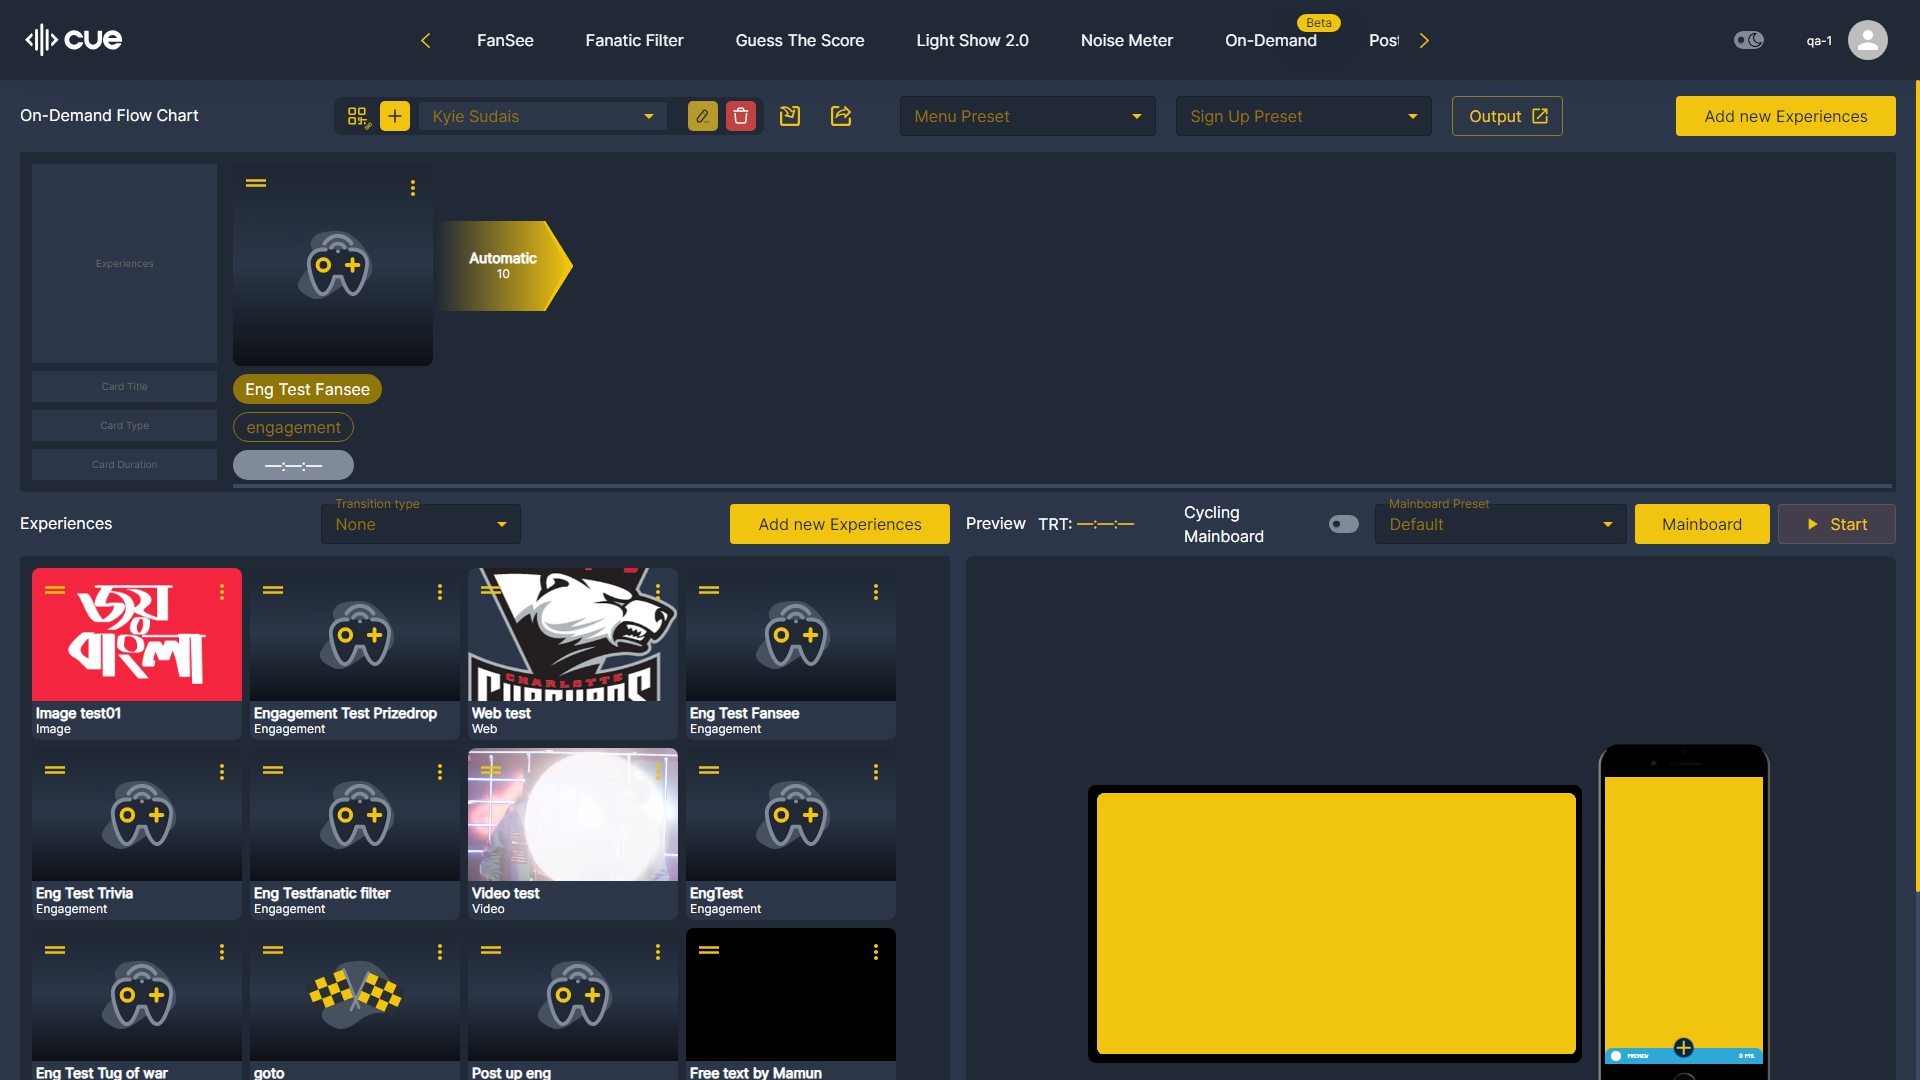 cue
FanSee
Fanatic Filter
Guess The Score
Light Show 2.0
Noise Meter
On-Demand
Beta
Post
qa-1
On-Demand Flow Chart
Kyie Sudais
Menu Preset
Sign Up Preset
Output
Add new Experiences
Experiences
Automatic
10
Card Title
Eng Test Fansee
Card Type
engagement
Card Duration
—:—:—
Experiences
Transition type
None
Add new Experiences
Preview
TRT: —:—:—
Cycling
Mainboard
Mainboard Preset
Default
Mainboard
Start
জয়
বাংলা
CHARLOTTE
Image test01
Image
Engagement Test Prizedrop
Engagement
Web test
Web
Eng Test Fansee
Engagement
Eng Test Trivia
Engagement
Eng Testfanatic filter
Engagement
Video test
Video
EngTest
Engagement
Eng Test Tug of war
goto
Post up eng
Free text by Mamun
PREVIEW
0 PTS.